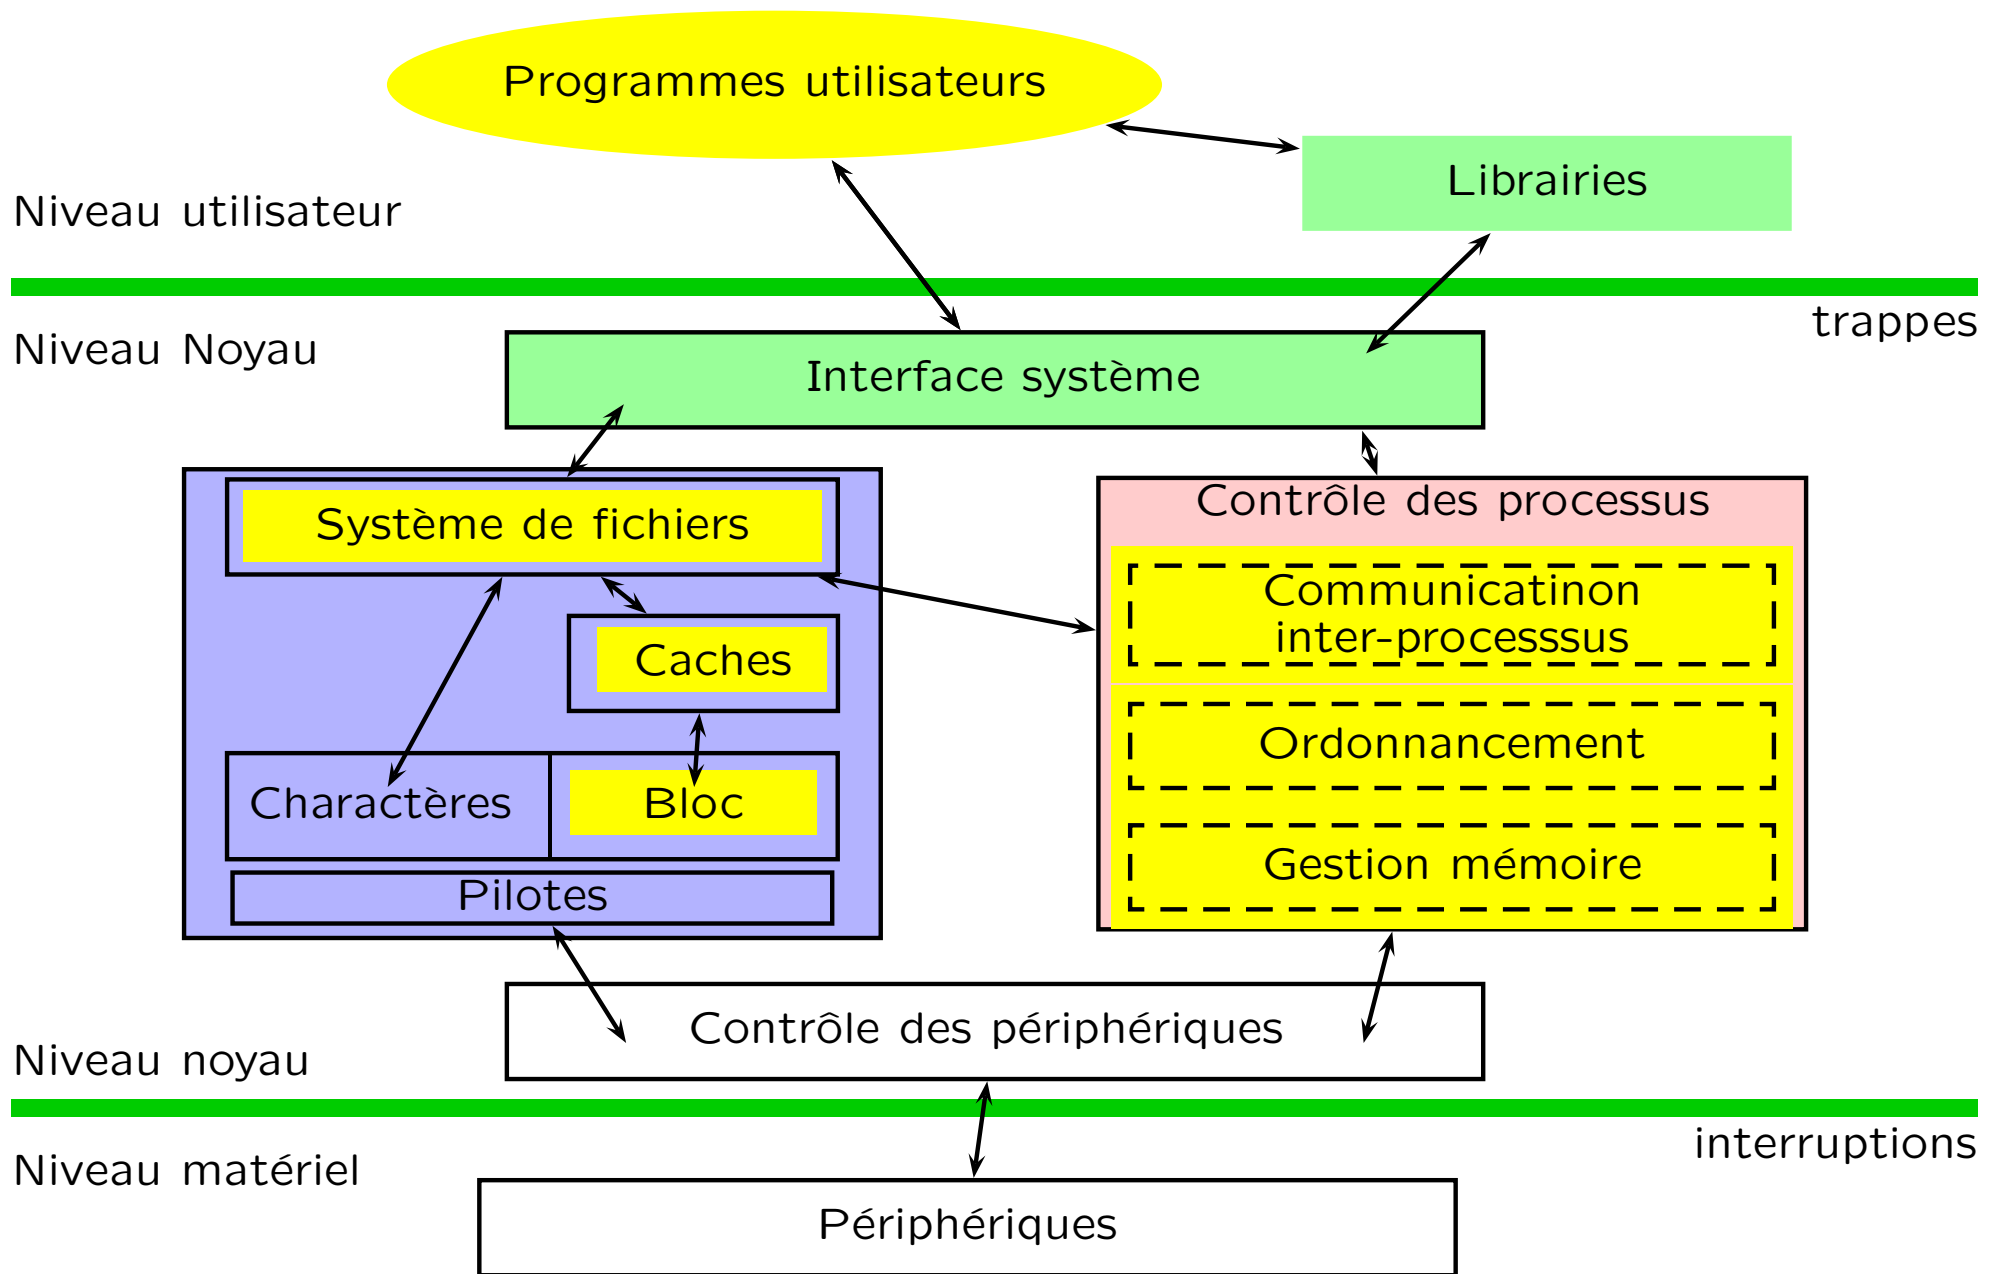 Programmes utilisateurs
Librairies
Niveau utilisateur
trappes
Niveau Noyau
Interface système
Système de fichiers
Contrôle des processus
Communicatinon
inter-processsus
Caches
Ordonnancement
Charactères
Bloc
Gestion mémoire
Pilotes
Contrôle des périphériques
Niveau noyau
interruptions
Niveau matériel
Périphériques